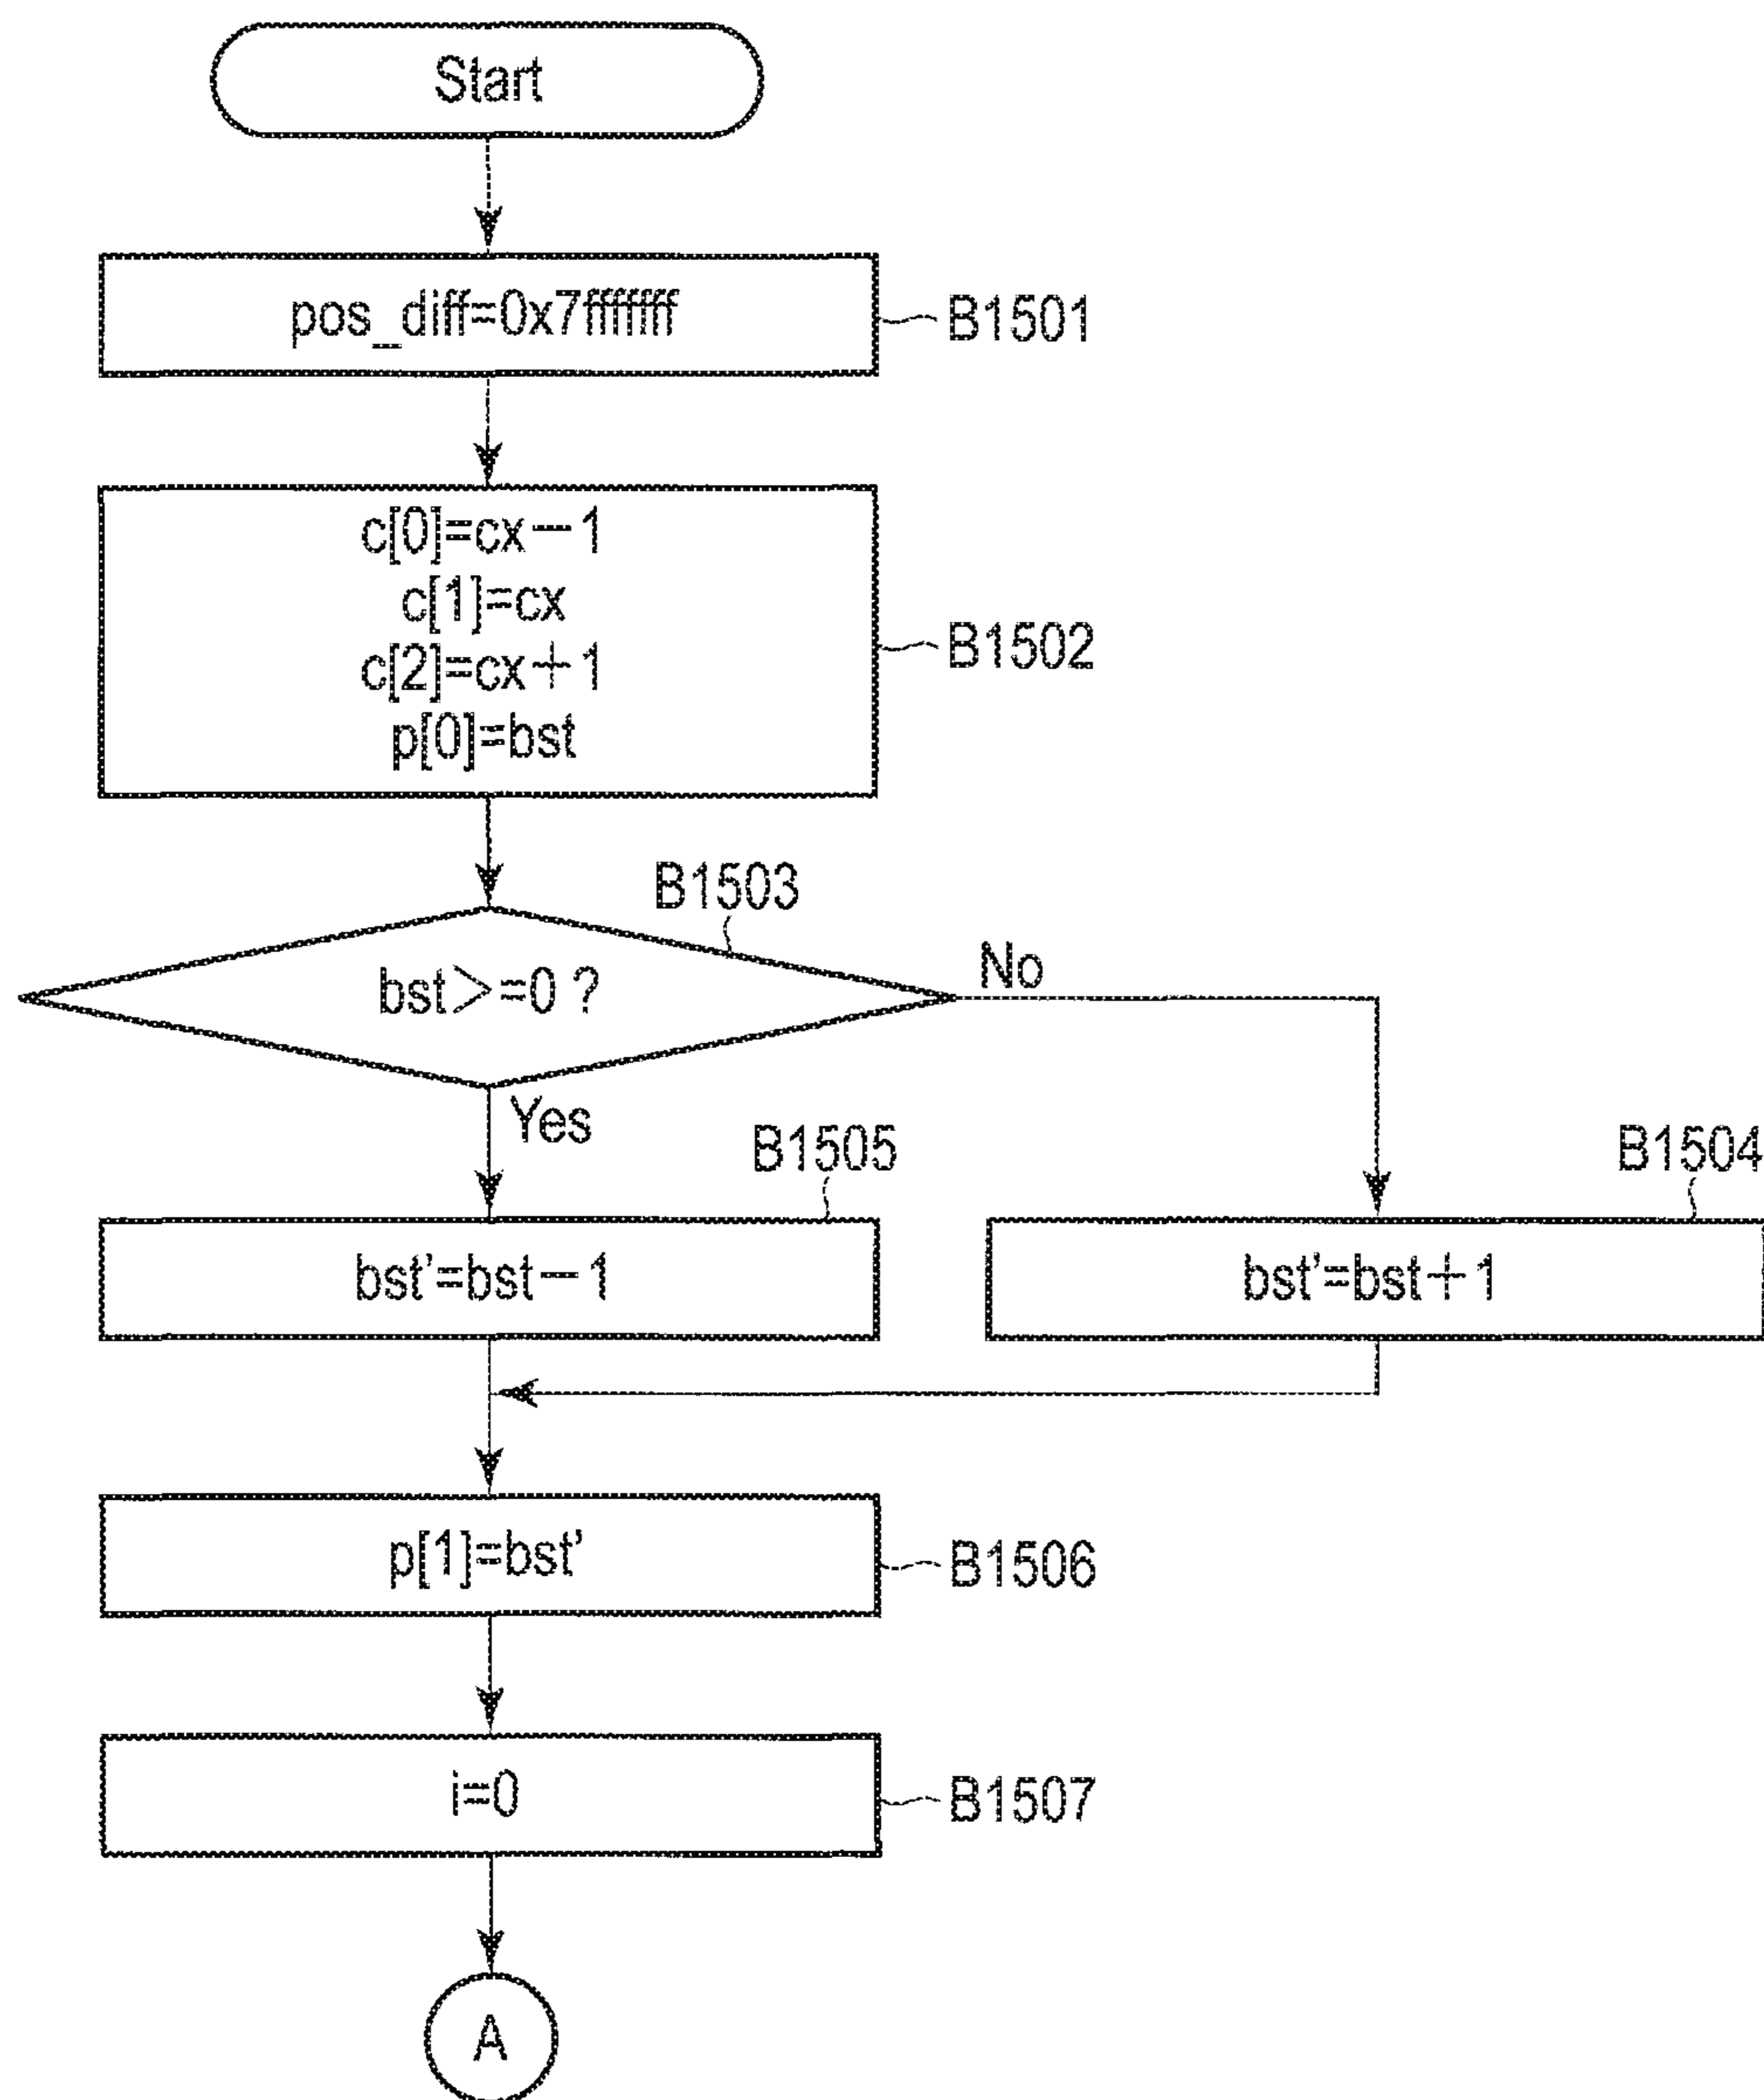 Start
pos_diff=0x7fffffff
B1501
c[0]=cx−1
c[1]=cx
c[2]=cx+1
p[0]=bst
B1502
B1503
bst>=0 ?
No
Yes
B1505
B1504
bst'=bst−1
bst'=bst+1
p[1]=bst'
B1506
i=0
B1507
A